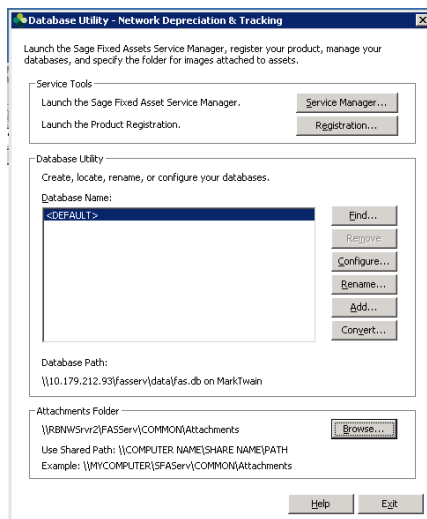 Database Utility - Network Depreciation & Tracking
Launch the Sage Fixed Assets Service Manager, register your product, manage your
databases, and specify the folder for images attached to assets.
Service Tools
Launch the Sage Fixed Asset Service Manager.
Service Manager...
Launch the Product Registration.
Registration...
Database Utility
Create, locate, rename, or configure your databases.
Database Name:
<DEFAULT>
Find...
Remove
Configure...
Rename...
Add...
Convert...
Database Path:
\\10.179.212.93\fasserv\data\fas.db on MarkTwain
Attachments Folder
\\RBNWSrvr2\FASServ\COMMON\Attachments
Browse...
Use Shared Path: \\COMPUTER NAME\SHARE NAME\PATH
Example: \\MYCOMPUTER\SFAServ\COMMON\Attachments
Help
Exit